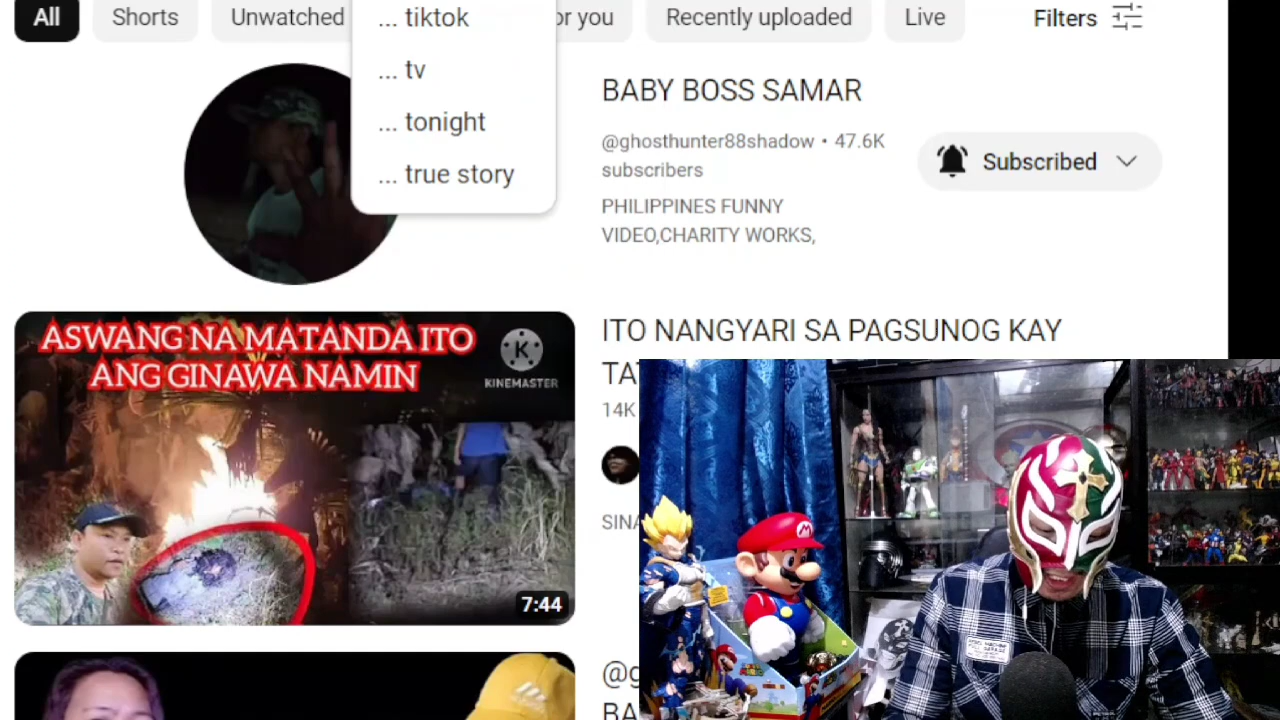 All
Shorts
Unwatched
or you
Recently uploaded
Live
Filters
... tiktok
... tv
... tonight
... true story
BABY BOSS SAMAR
@ghosthunter88shadow • 47.6K
subscribers
Subscribed
PHILIPPINES FUNNY
VIDEO,CHARITY WORKS,
ASWANG NA MATANDA ITO
ANG GINAWA NAMIN
K
KINEMASTER
7:44
ITO NANGYARI SA PAGSUNOG KAY
TA
14K
SINA
@g
BA
M